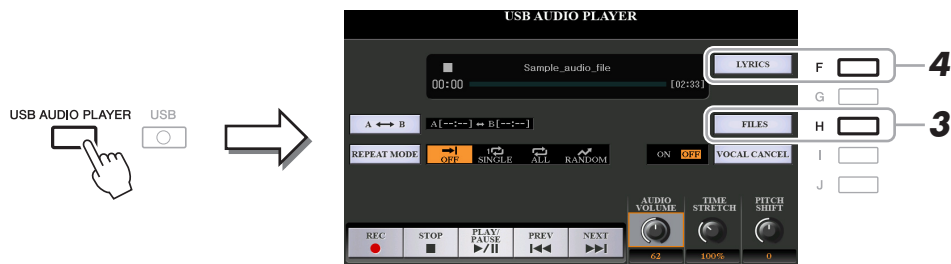 USB AUDIO PLAYER
USB
USB AUDIO PLAYER
Sample_audio_file
00:00
[02:33]
LYRICS
F
4
G
A ⟷ B
A[--:--] ↔ B[--:--]
FILES
H
3
REPEAT MODE
OFF
1 SINGLE
ALL
RANDOM
ON
OFF
VOCAL CANCEL
I
J
AUDIO VOLUME
TIME STRETCH
PITCH SHIFT
REC
STOP
PLAY/PAUSE
PREV
NEXT
62
100%
0